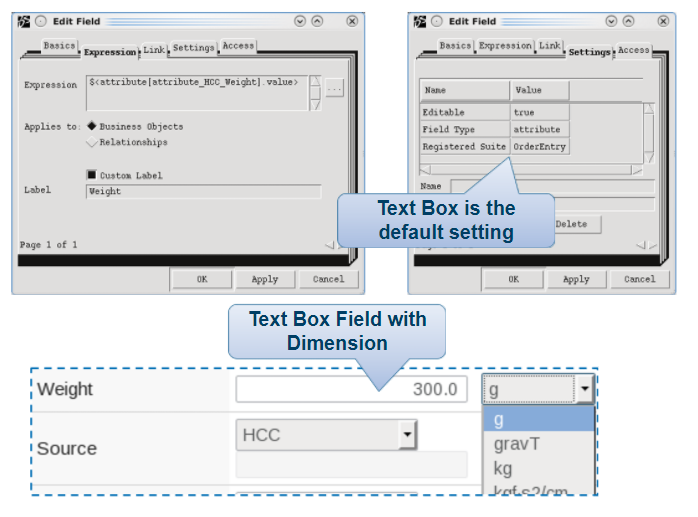 Edit Field
Basics Expression Link Settings Access
Expression $<attribute[attribute_HCC_Weight].value> ...
Applies to: Business Objects
Relationships
Custom Label
Label Weight
Page 1 of 1
OK Apply Cancel
Edit Field
Basics Expression Link Settings Access
Name Value
Editable true
Field Type attribute
Registered Suite OrderEntry
Name
Text Box is the
default setting
Delete
OK Apply Cancel
Text Box Field with
Dimension
Weight 300.0 g
g
Source HCC
gravT
kg
kgf-s2/cm